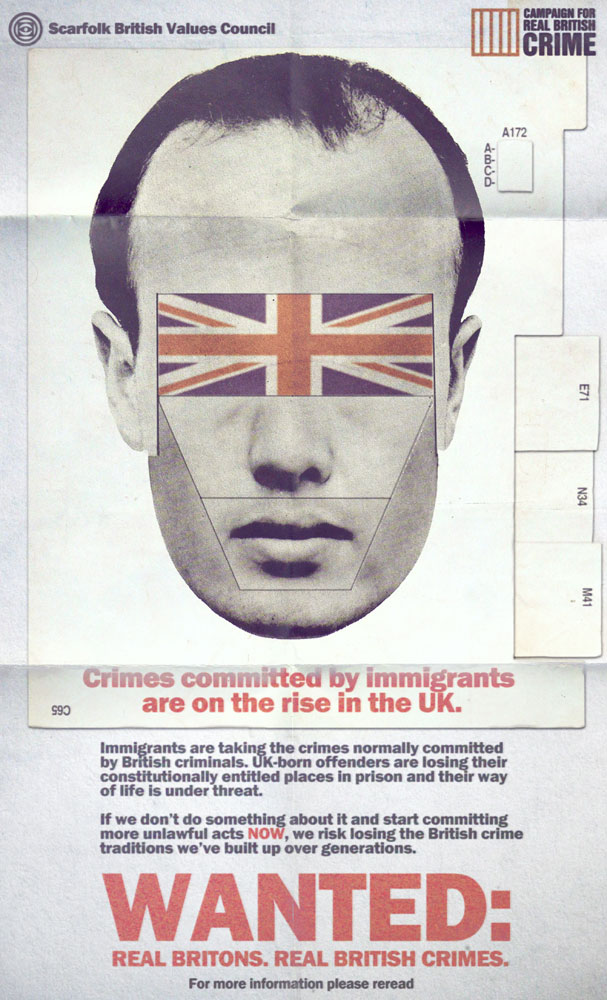 Scarfolk British Values Council
CAMPAIGN FOR
REAL BRITISH
CRIME
A172
A-
B-
C-
D-
E71
N34
M41
Crimes committed by immigrants
are on the rise in the UK.
C65
Immigrants are taking the crimes normally committed
by British criminals. UK-born offenders are losing their
constitutionally entitled places in prison and their way
of life is under threat.
If we don't do something about it and start committing
more unlawful acts NOW, we risk losing the British crime
traditions we've built up over generations.
WANTED:
REAL BRITONS. REAL BRITISH CRIMES.
For more information please reread